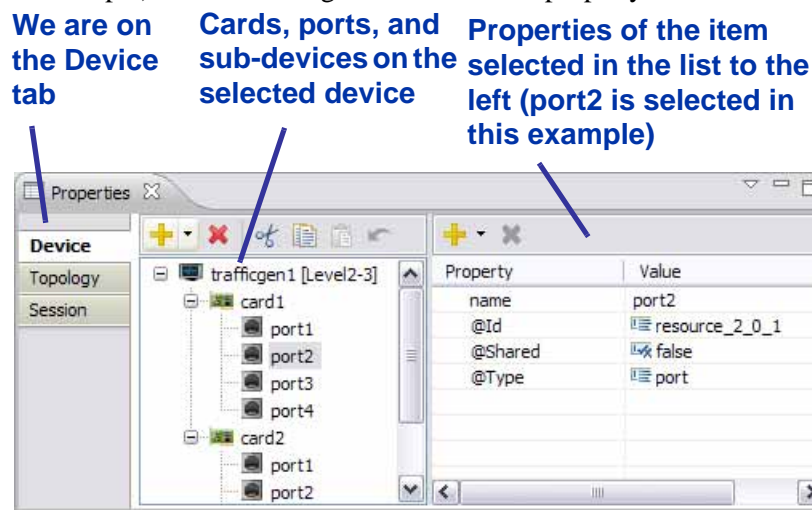 We are on
the Device
tab
Cards, ports, and
sub-devices on the
selected device
Properties of the item
selected in the list to the
left (port2 is selected in
this example)
Properties
Device
Topology
Session
trafficgen1 [Level2-3]
card1
port1
port2
port3
port4
card2
port1
port2
Property Value
name port2
@Id resource_2_0_1
@Shared false
@Type port